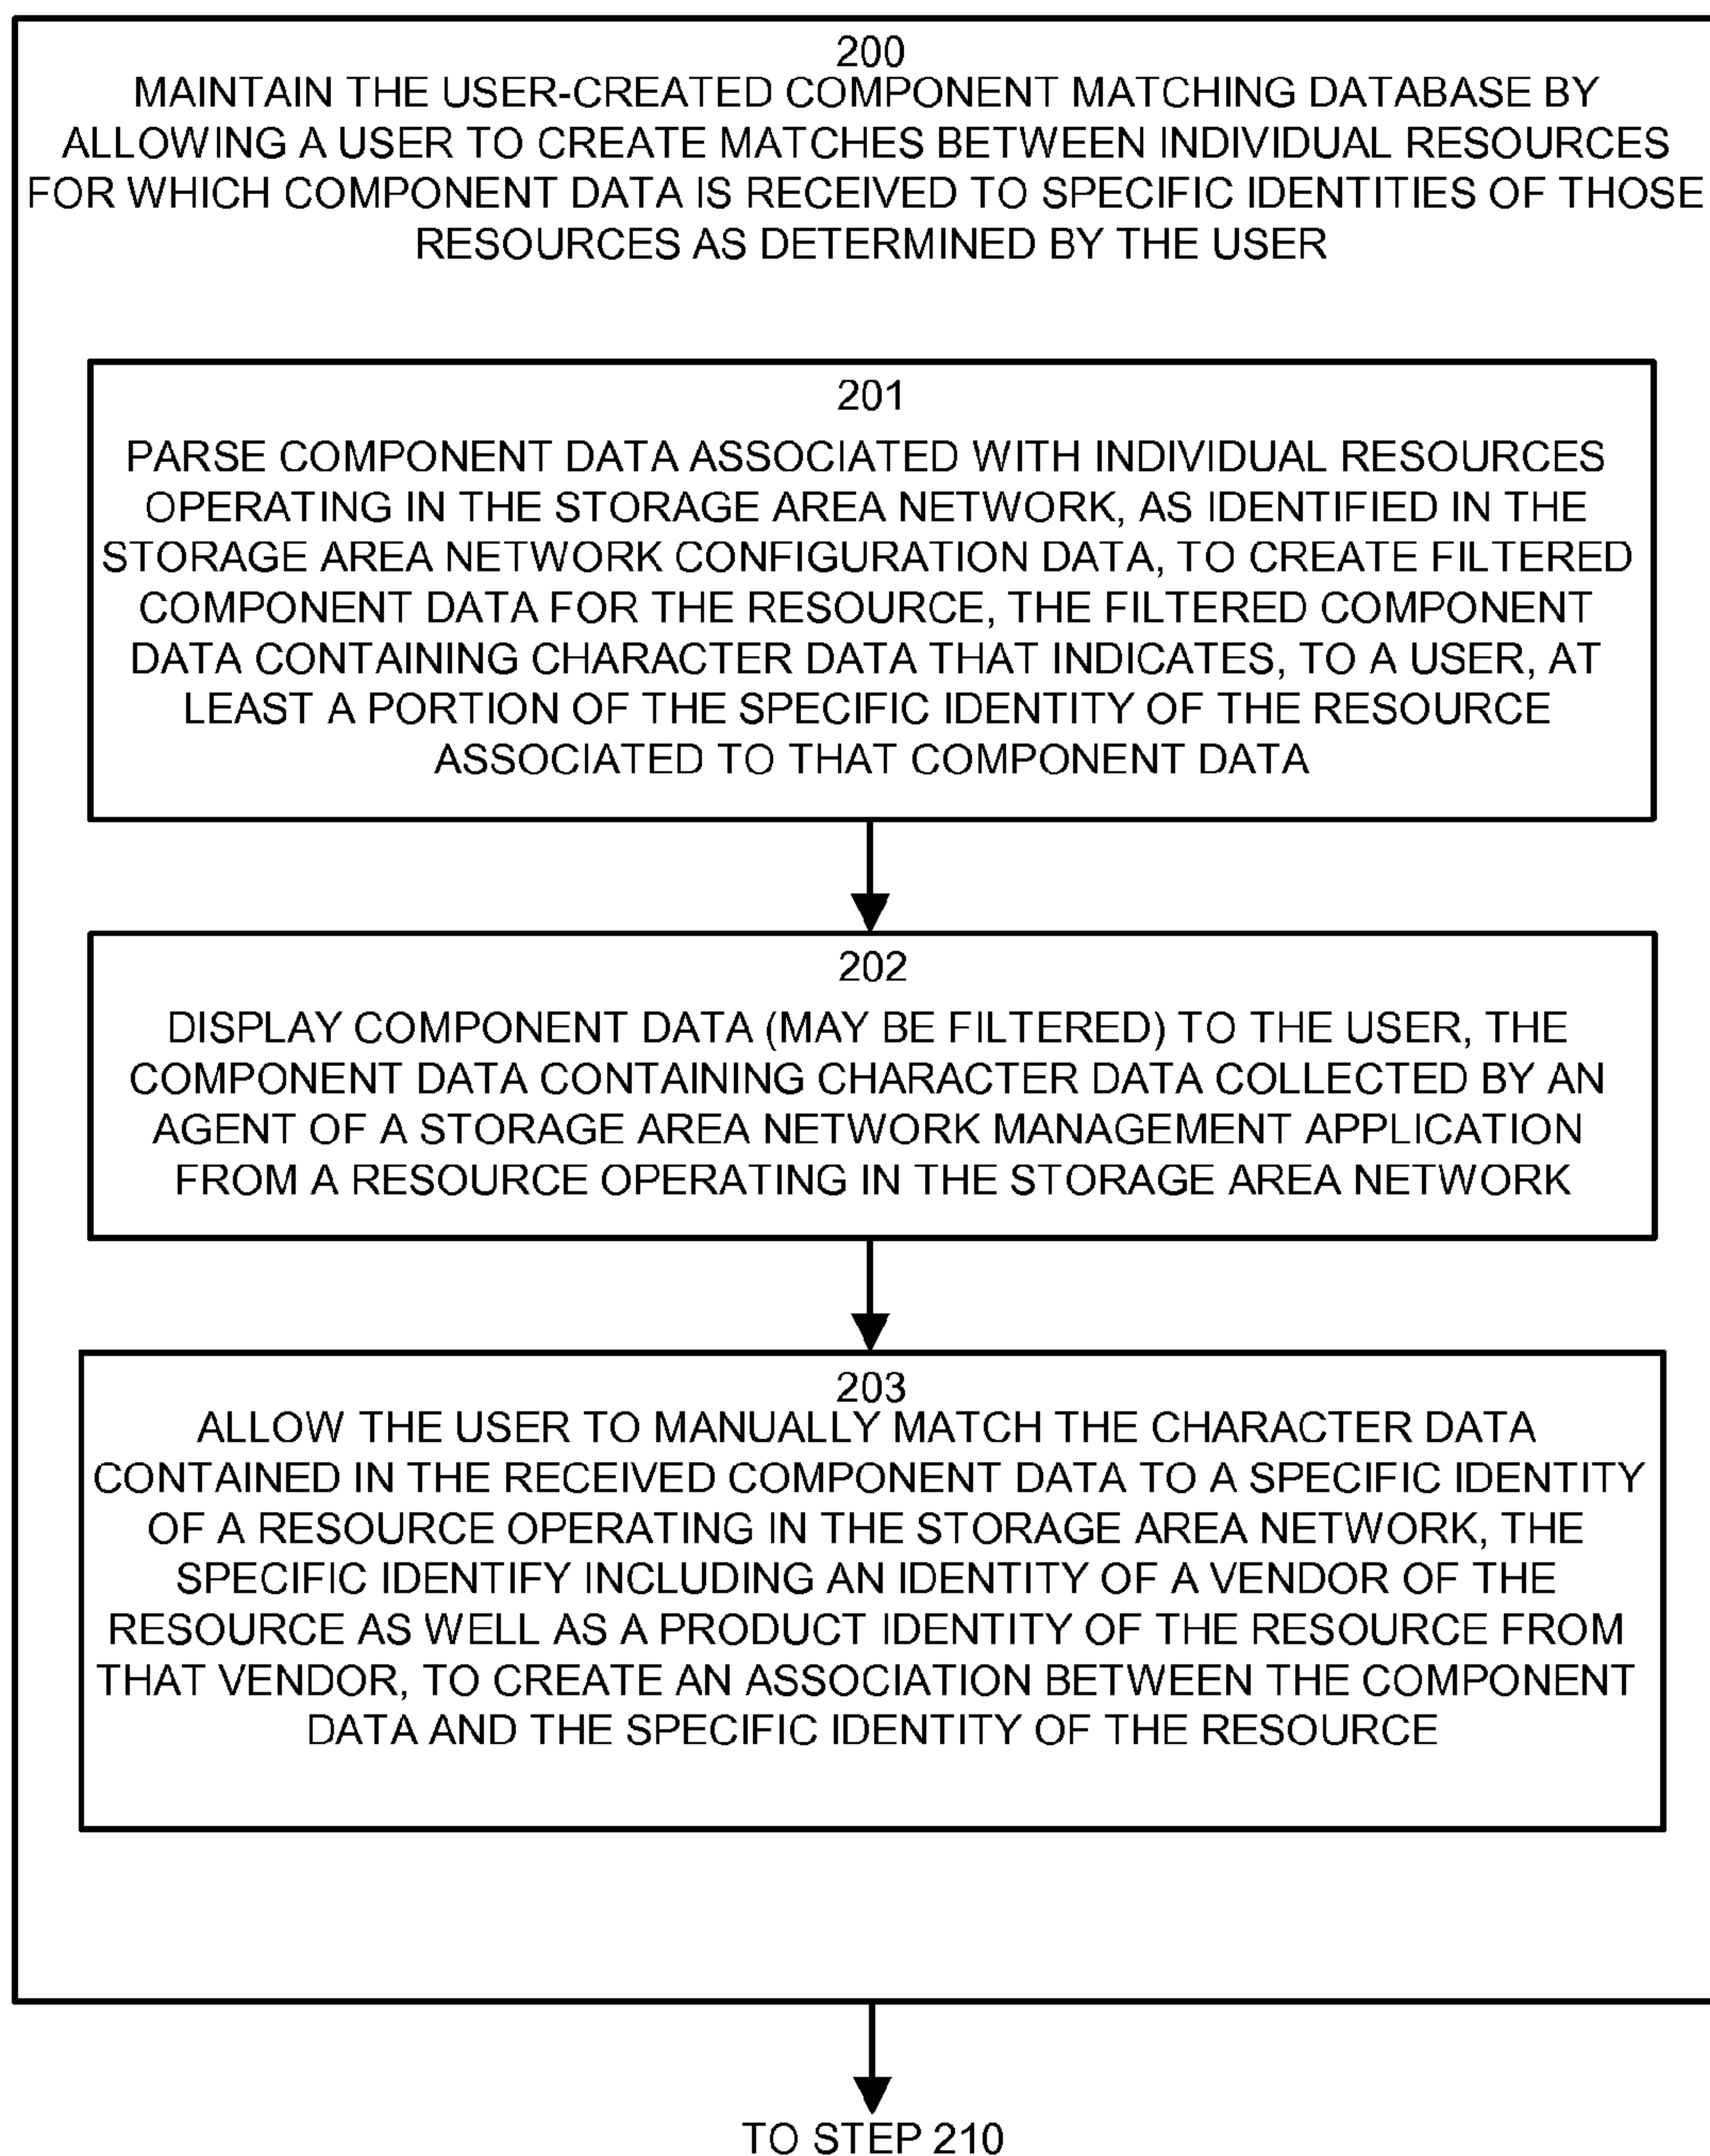 200
MAINTAIN THE USER-CREATED COMPONENT MATCHING DATABASE BY
ALLOWING A USER TO CREATE MATCHES BETWEEN INDIVIDUAL RESOURCES
FOR WHICH COMPONENT DATA IS RECEIVED TO SPECIFIC IDENTITIES OF THOSE
RESOURCES AS DETERMINED BY THE USER
201
PARSE COMPONENT DATA ASSOCIATED WITH INDIVIDUAL RESOURCES
OPERATING IN THE STORAGE AREA NETWORK, AS IDENTIFIED IN THE
STORAGE AREA NETWORK CONFIGURATION DATA, TO CREATE FILTERED
COMPONENT DATA FOR THE RESOURCE, THE FILTERED COMPONENT
DATA CONTAINING CHARACTER DATA THAT INDICATES, TO A USER, AT
LEAST A PORTION OF THE SPECIFIC IDENTITY OF THE RESOURCE
ASSOCIATED TO THAT COMPONENT DATA
202
DISPLAY COMPONENT DATA (MAY BE FILTERED) TO THE USER, THE
COMPONENT DATA CONTAINING CHARACTER DATA COLLECTED BY AN
AGENT OF A STORAGE AREA NETWORK MANAGEMENT APPLICATION
FROM A RESOURCE OPERATING IN THE STORAGE AREA NETWORK
203
ALLOW THE USER TO MANUALLY MATCH THE CHARACTER DATA
CONTAINED IN THE RECEIVED COMPONENT DATA TO A SPECIFIC IDENTITY
OF A RESOURCE OPERATING IN THE STORAGE AREA NETWORK, THE
SPECIFIC IDENTIFY INCLUDING AN IDENTITY OF A VENDOR OF THE
RESOURCE AS WELL AS A PRODUCT IDENTITY OF THE RESOURCE FROM
THAT VENDOR, TO CREATE AN ASSOCIATION BETWEEN THE COMPONENT
DATA AND THE SPECIFIC IDENTITY OF THE RESOURCE
TO STEP 210